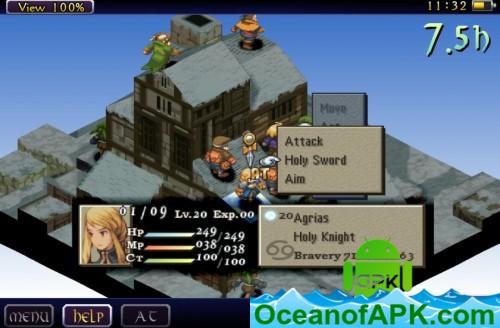 View 100%
11:32
7.5h
Move
Attack
Holy Sword
Aim
01/09 Lv.20 Exp.00
Hp 249/249
Mp 038/038
CT 100/100
20 Agrias
Holy Knight
Bravery 71 63
apk
MENU HELP AT
OceanofAPK.com